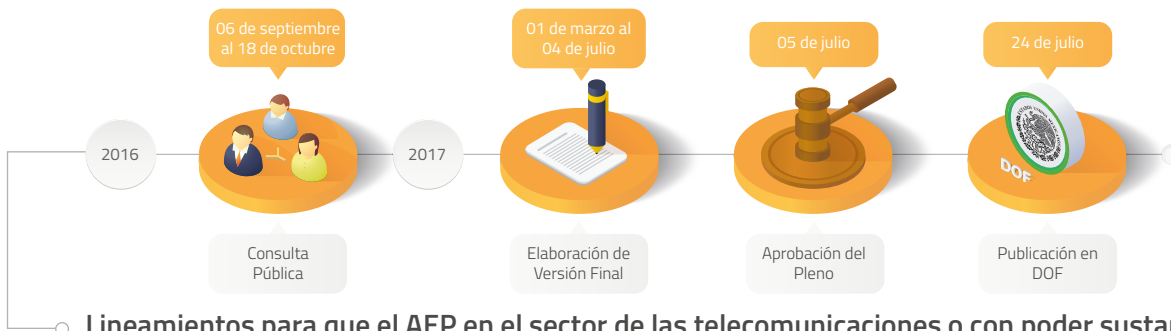 06 de septiembre
al 18 de octubre
01 de marzo al
04 de julio
05 de julio
24 de julio
2016
2017
DOF
Consulta
Pública
Elaboración de
Versión Final
Aprobación del
Pleno
Publicación en
DOF
Lineamientos para que el AEP en el sector de las telecomunicaciones o con poder susta